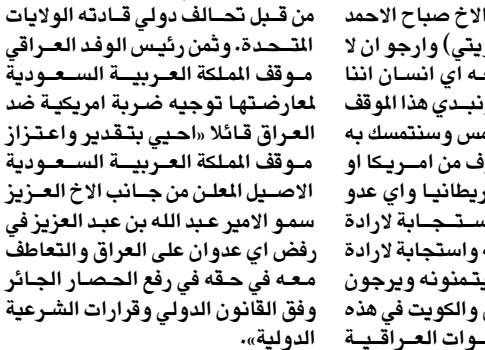 الاخ صباح الاحمد
يتي) وارجو ان لا
اي انسان اننا
ونبدي هذا الموقف
مس وسنتمسك به
وف من امريكا او
ريطانيا واي عدو
ستجابة لارادة
واستجابة لارادة
يتمنونه ويرجون
والكويت في هذه
وات العراقية
من قبل تحالف دولي قادته الولايات
المتحدة. وثمن رئيس الوفد العراقي
موقف المملكة العربية السعودية
لمعارضتها توجيه ضربة امريكية ضد
العراق قائلا «احيي بتقدير واعتزاز
موقف المملكة العربية السعودية
الاصيل المعلن من جانب الاخ العزيز
سمو الامير عبد الله بن عبد العزيز في
رفض اي عدوان على العراق والتعاطف
معه في حقه في رفع الحصار الجائر
وفق القانون الدولي وقرارات الشرعية
الدولية».